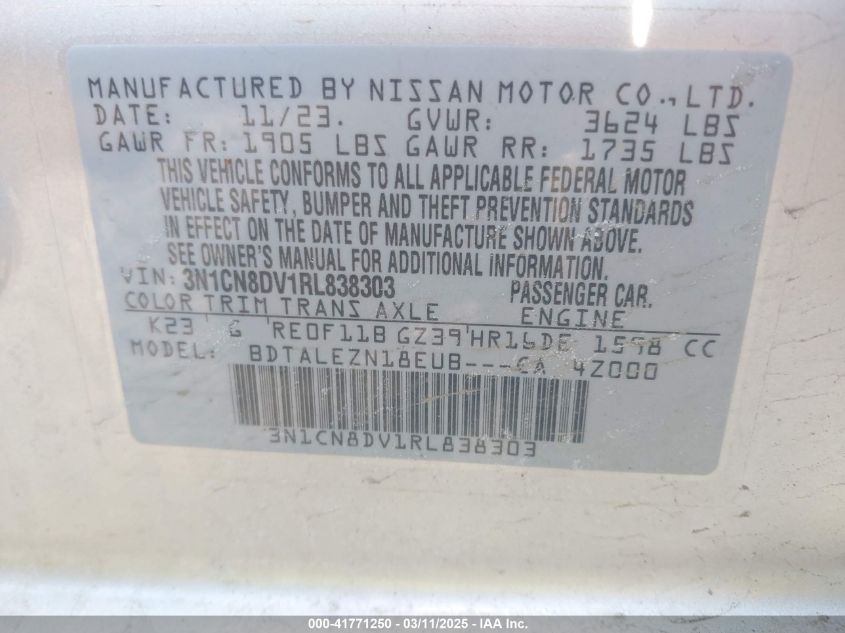 MANUFACTURED BY NISSAN MOTOR CO.,LTD.
DATE: 11/23. GVWR: 3624 LBS
GAWR FR: 1905 LBS GAWR RR: 1735 LBS
THIS VEHICLE CONFORMS TO ALL APPLICABLE FEDERAL MOTOR
VEHICLE SAFETY, BUMPER AND THEFT PREVENTION STANDARDS
IN EFFECT ON THE DATE OF MANUFACTURE SHOWN ABOVE.
SEE OWNER'S MANUAL FOR ADDITIONAL INFORMATION.
VIN: 3N1CN8DV1RL838303 PASSENGER CAR.
COLOR TRIM TRANS AXLE ENGINE
K23 G RE0F11B GZ39 HR16DE 1598 CC
MODEL: BDTALEZN18EUB---CA 4Z000
3N1CN8DV1RL838303
000-41771250 - 03/11/2025 - IAA Inc.